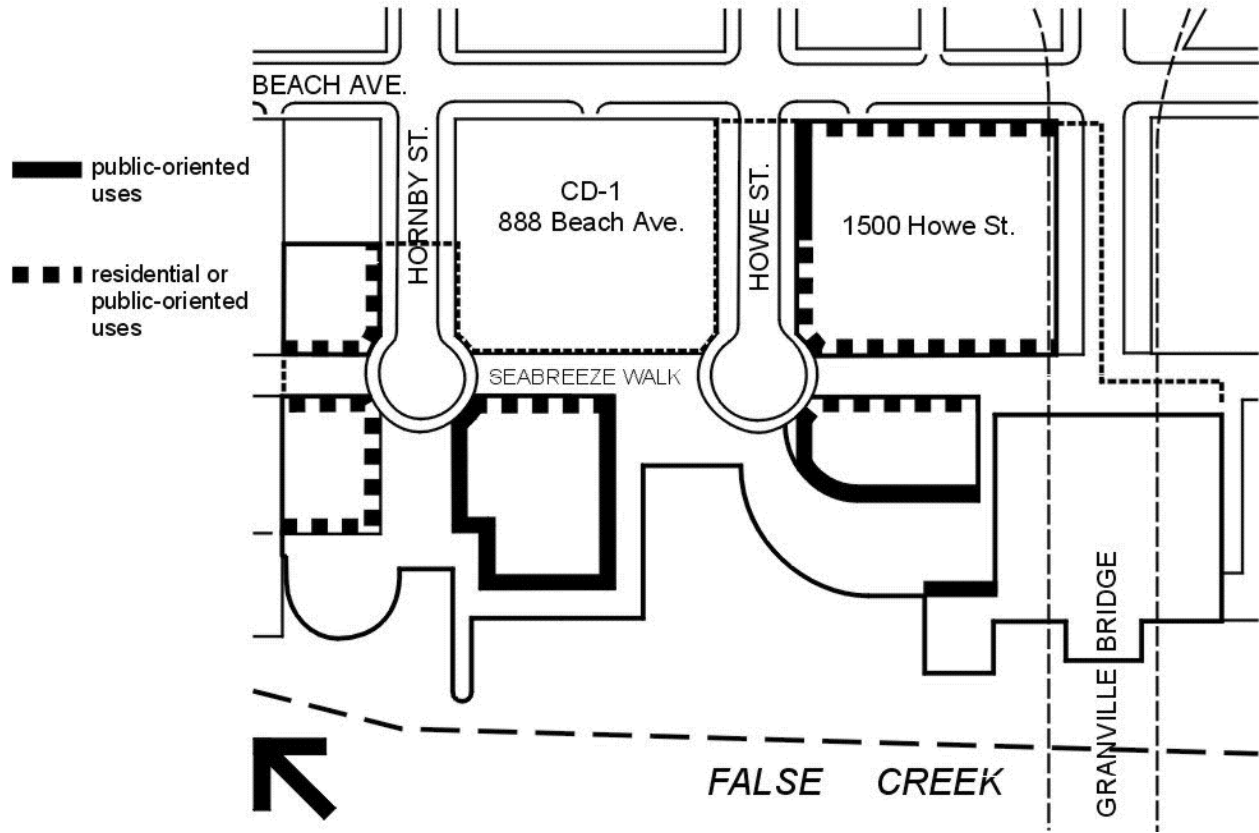 BEACH AVE.
public-oriented
uses
residential or
public-oriented
uses
HORNBY ST.
CD-1
888 Beach Ave.
HOWE ST.
1500 Howe St.
SEABREEZE WALK
GRANVILLE BRIDGE
FALSE CREEK